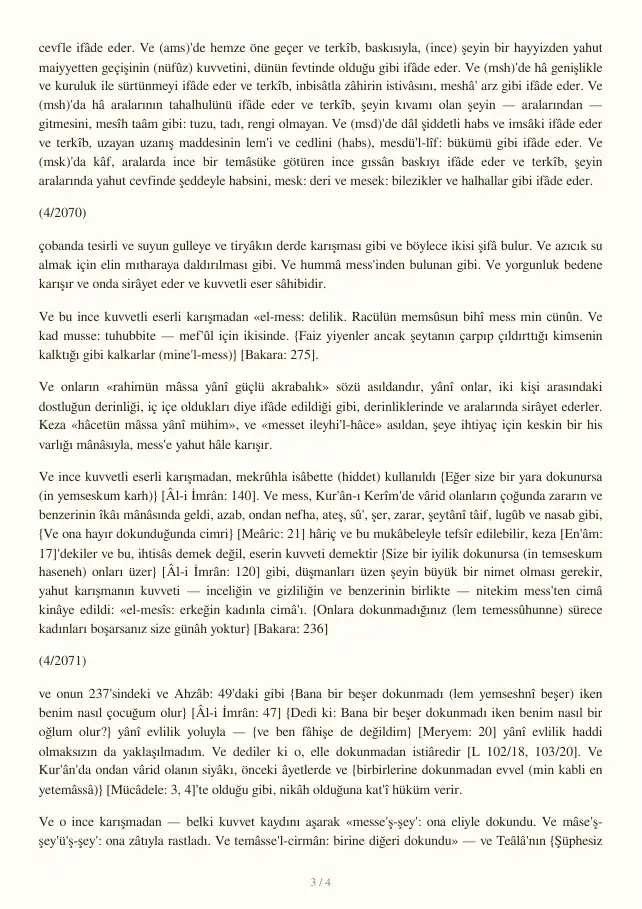 cevfle ifâde eder. Ve (ams)'de hemze öne geçer ve terkîb, baskısıyla, (ince) şeyin bir hayyizden yahut
maiyyetten geçişinin (nüfûz) kuvvetini, dünün fevtinde olduğu gibi ifâde eder. Ve (msh)'de hâ genişlikle
ve kuruluk ile sürtünmeyi ifâde eder ve terkîb, inbisâtla zâhirin istivâsını, meshâ' arz gibi ifâde eder. Ve
(msh)'da hâ aralarının tahalhulünü ifâde eder ve terkîb, şeyin kıvamı olan şeyin — aralarından —
gitmesini, mesîh taâm gibi: tuzu, tadı, rengi olmayan. Ve (msd)'de dâl şiddetli habs ve imsâki ifâde eder
ve terkîb, uzayan uzanış maddesinin lem'i ve cedlini (habs), mesdü'l-lîf: bükümü gibi ifâde eder. Ve
(msk)'da kâf, aralarda ince bir temâsüke götüren ince gıssân baskıyı ifâde eder ve terkîb, şeyin
aralarında yahut cevfinde şeddeyle habsini, mesk: deri ve mesek: bilezikler ve halhallar gibi ifâde eder.
(4/2070)
çobanda tesirli ve suyun gulleye ve tiryâkın derde karışması gibi ve böylece ikisi şifâ bulur. Ve azıcık su
almak için elin mıtharaya daldırılması gibi. Ve hummâ mess'inden bulunan gibi. Ve yorgunluk bedene
karışır ve onda sirâyet eder ve kuvvetli eser sâhibidir.
Ve bu ince kuvvetli eserli karışmadan «el-mess: delilik. Racülün memsûsun bihî mess min cünûn. Ve
kad musse: tuhubbite — mef'ûl için ikisinde. {Faiz yiyenler ancak şeytanın çarpıp çıldırttığı kimsenin
kalktığı gibi kalkarlar (mine'l-mess)} [Bakara: 275].
Ve onların «rahimün mâssa yânî güçlü akrabalık» sözü asıldandır, yânî onlar, iki kişi arasındaki
dostluğun derinliği, iç içe oldukları diye ifâde edildiği gibi, derinliklerinde ve aralarında sirâyet ederler.
Keza «hâcetün mâssa yânî mühim», ve «messet ileyhi'l-hâce» asıldan, şeye ihtiyaç için keskin bir his
varlığı mânâsıyla, mess'e yahut hâle karışır.
Ve ince kuvvetli eserli karışmadan, mekrûhla isâbette (hiddet) kullanıldı {Eğer size bir yara dokunursa
(in yemseskum karh)} [Âl-i İmrân: 140]. Ve mess, Kur'ân-ı Kerîm'de vârid olanların çoğunda zararın ve
benzerinin îkâı mânâsında geldi, azab, ondan nefha, ateş, sû', şer, zarar, şeytânî tâif, lugûb ve nasab gibi,
{Ve ona hayır dokunduğunda cimri} [Meâric: 21] hâriç ve bu mukâbeleyle tefsîr edilebilir, keza [En'âm:
17]'dekiler ve bu, ihtisâs demek değil, eserin kuvveti demektir {Size bir iyilik dokunursa (in temseskum
haseneh) onları üzer} [Âl-i İmrân: 120] gibi, düşmanları üzen şeyin büyük bir nimet olması gerekir,
yahut karışmanın kuvveti — inceliğin ve gizliliğin ve benzerinin birlikte — nitekim mess'ten cimâ
kinâye edildi: «el-mesîs: erkeğin kadınla cimâ'ı. {Onlara dokunmadığınız (lem temessûhunne) sürece
kadınları boşarsanız size günâh yoktur} [Bakara: 236]
(4/2071)
ve onun 237'sindeki ve Ahzâb: 49'daki gibi {Bana bir beşer dokunmadı (lem yemseshnî beşer) iken
benim nasıl çocuğum olur} [Âl-i İmrân: 47] {Dedi ki: Bana bir beşer dokunmadı iken benim nasıl bir
oğlum olur?} yânî evlilik yoluyla — {ve ben fâhişe de değildim} [Meryem: 20] yânî evlilik haddi
olmaksızın da yaklaşılmadım. Ve dediler ki o, elle dokunmadan istiâredir [L 102/18, 103/20]. Ve
Kur'ân'da ondan vârid olanın siyâkı, önceki âyetlerde ve {birbirlerine dokunmadan evvel (min kabli en
yetemâssâ)} [Mücâdele: 3, 4]'te olduğu gibi, nikâh olduğuna kat'î hüküm verir.
Ve o ince karışmadan — belki kuvvet kaydını aşarak «messe'ş-şey': ona eliyle dokundu. Ve mâse'ş-
şey'ü'ş-şey': ona zâtıyla rastladı. Ve temâsse'l-cirmân: birine diğeri dokundu» — ve Teâlâ'nın {Şüphesiz
3 / 4